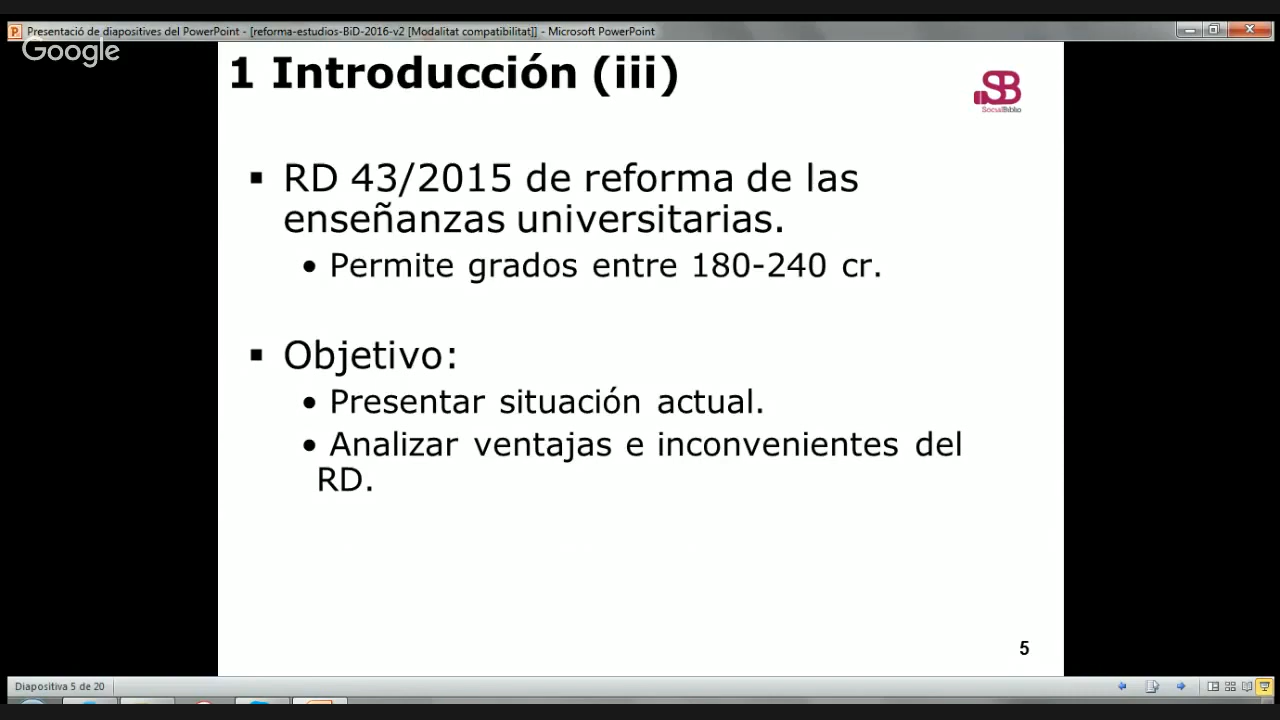 Presentació de diapositives del PowerPoint - [reforma-estudios-BiD-2016-v2 [Modalitat compatibilitat]] - Microsoft PowerPoint
Google
1 Introducción (iii)
SB
SocialBiblio
▪ RD 43/2015 de reforma de las
enseñanzas universitarias.
• Permite grados entre 180-240 cr.
▪ Objetivo:
• Presentar situación actual.
• Analizar ventajas e inconvenientes del
RD.
5
Diapositiva 5 de 20